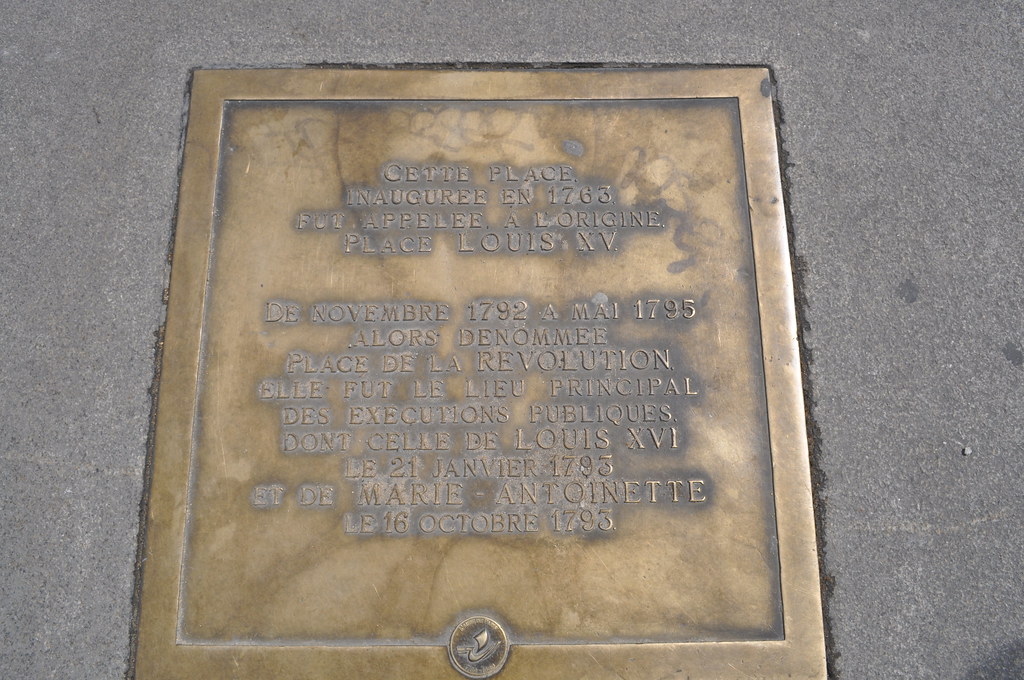 CETTE PLACE,
INAUGUREE EN 1763
FUT APPELEE, A L'ORIGINE,
PLACE LOUIS XV
DE NOVEMBRE 1792 A MAI 1795
ALORS DENOMMEE
PLACE DE LA REVOLUTION,
ELLE FUT LE LIEU PRINCIPAL
DES EXECUTIONS PUBLIQUES,
DONT CELLE DE LOUIS XVI
LE 21 JANVIER 1793
ET DE MARIE-ANTOINETTE
LE 16 OCTOBRE 1793.